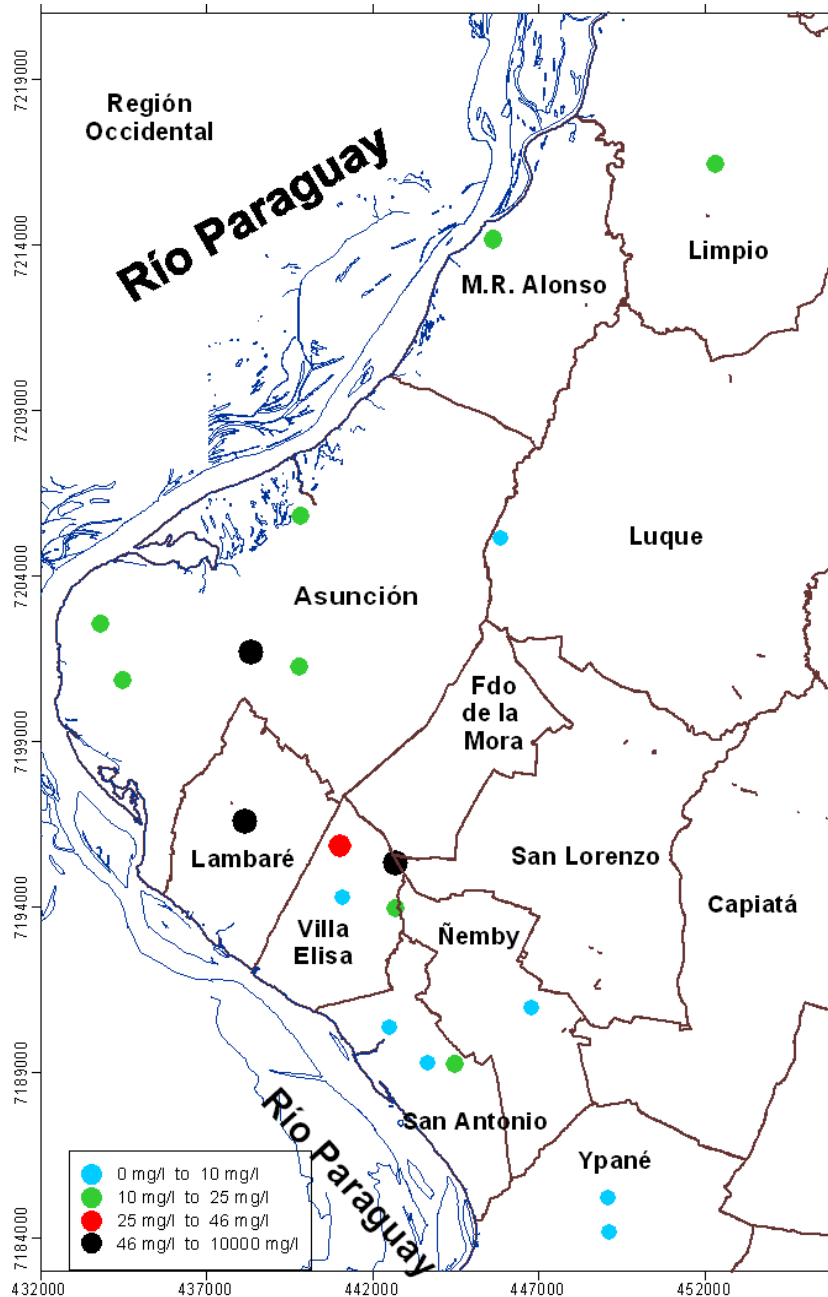 7219000
Región
Occidental
Río Paraguay
Limpio
7214000
M.R. Alonso
7209000
Luque
7204000
Asunción
Fdo
de la
Mora
7199000
Lambaré
San Lorenzo
7194000
Capiatá
Villa
Elisa
Ñemby
7189000
Río Paraguay
San Antonio
Ypané
0 mg/l to 10 mg/l
10 mg/l to 25 mg/l
25 mg/l to 46 mg/l
46 mg/l to 10000 mg/l
7184000
432000 437000 442000 447000 452000